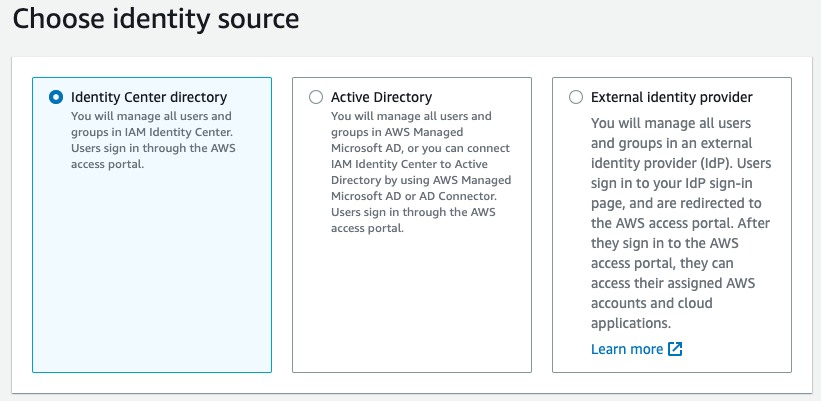 Choose identity source
Identity Center directory
You will manage all users and
groups in IAM Identity Center.
Users sign in through the AWS
access portal.
Active Directory
You will manage all users and
groups in AWS Managed
Microsoft AD, or you can connect
IAM Identity Center to Active
Directory by using AWS Managed
Microsoft AD or AD Connector.
Users sign in through the AWS
access portal.
External identity provider
You will manage all users
and groups in an external
identity provider (IdP). Users
sign in to your IdP sign-in
page, and are redirected to
the AWS access portal. After
they sign in to the AWS
access portal, they can
access their assigned AWS
accounts and cloud
applications.
Learn more